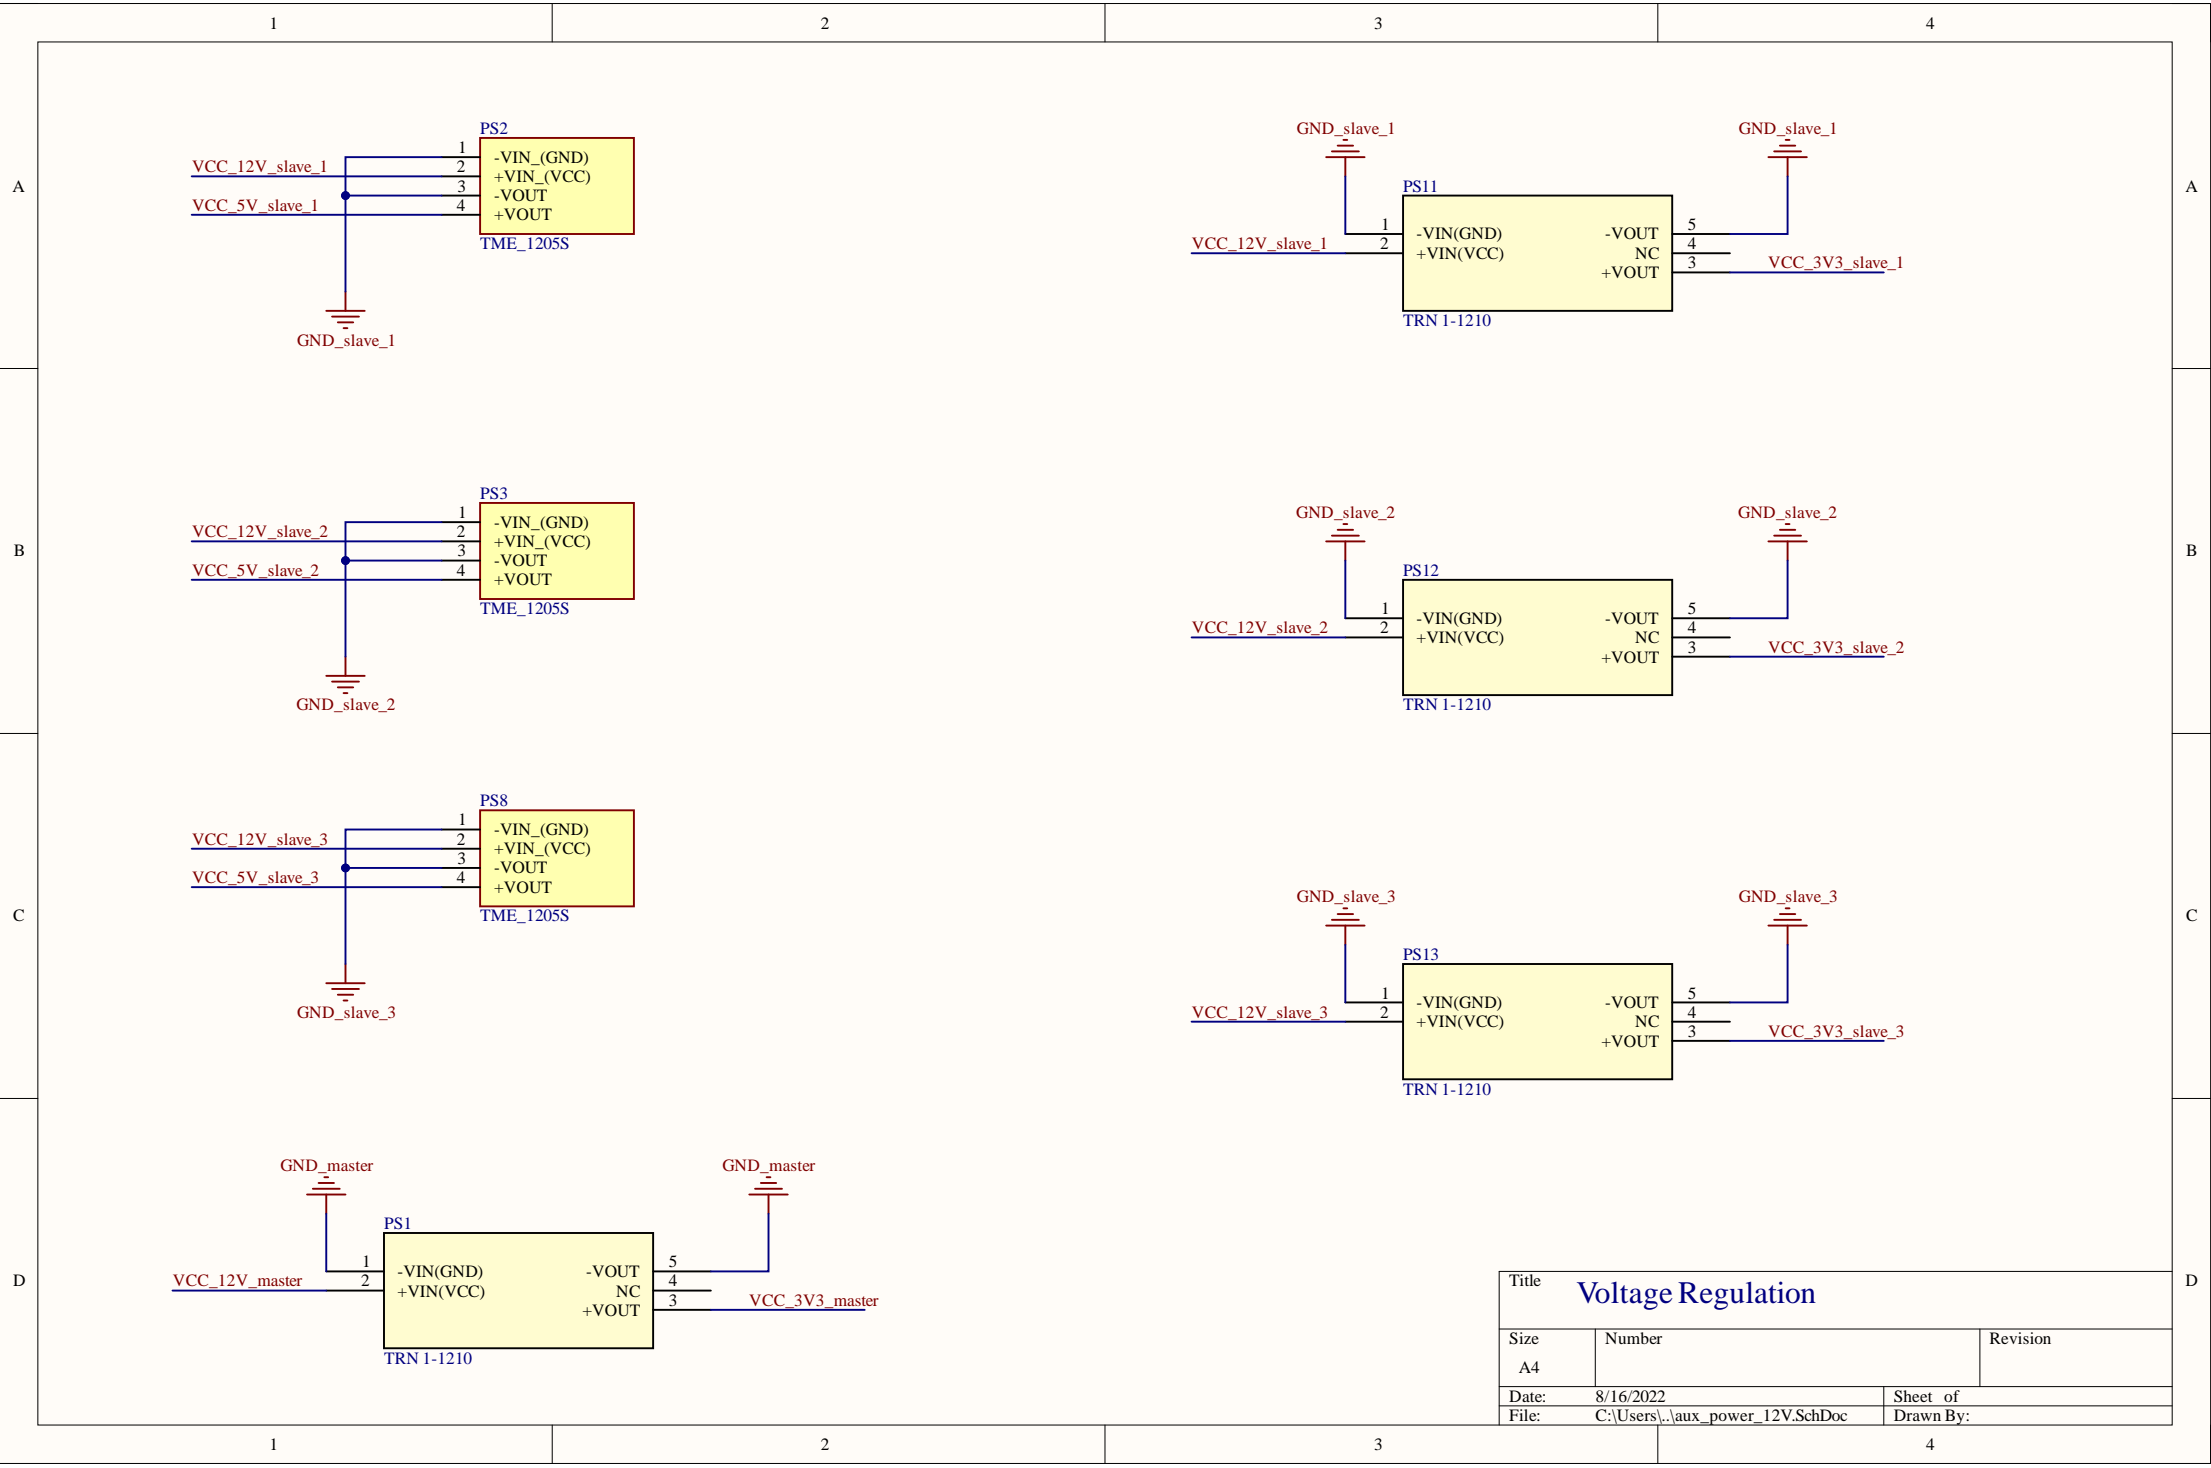 1 2 3 4
A A
PS2
VCC_12V_slave_1
VCC_5V_slave_1
1 -VIN_(GND)
2 +VIN_(VCC)
3 -VOUT
4 +VOUT
TME_1205S
GND_slave_1
GND_slave_1 GND_slave_1
PS11
VCC_12V_slave_1
1 -VIN(GND) -VOUT 5
2 +VIN(VCC) NC 4
+VOUT 3
VCC_3V3_slave_1
TRN 1-1210
B B
PS3
VCC_12V_slave_2
VCC_5V_slave_2
1 -VIN_(GND)
2 +VIN_(VCC)
3 -VOUT
4 +VOUT
TME_1205S
GND_slave_2
GND_slave_2 GND_slave_2
PS12
VCC_12V_slave_2
1 -VIN(GND) -VOUT 5
2 +VIN(VCC) NC 4
+VOUT 3
VCC_3V3_slave_2
TRN 1-1210
C C
PS8
VCC_12V_slave_3
VCC_5V_slave_3
1 -VIN_(GND)
2 +VIN_(VCC)
3 -VOUT
4 +VOUT
TME_1205S
GND_slave_3
GND_slave_3 GND_slave_3
PS13
VCC_12V_slave_3
1 -VIN(GND) -VOUT 5
2 +VIN(VCC) NC 4
+VOUT 3
VCC_3V3_slave_3
TRN 1-1210
D D
GND_master GND_master
PS1
VCC_12V_master
1 -VIN(GND) -VOUT 5
2 +VIN(VCC) NC 4
+VOUT 3
VCC_3V3_master
TRN 1-1210
Title Voltage Regulation
Size Number Revision
A4
Date: 8/16/2022 Sheet of
File: C:\Users\..\aux_power_12V.SchDoc Drawn By:
1 2 3 4